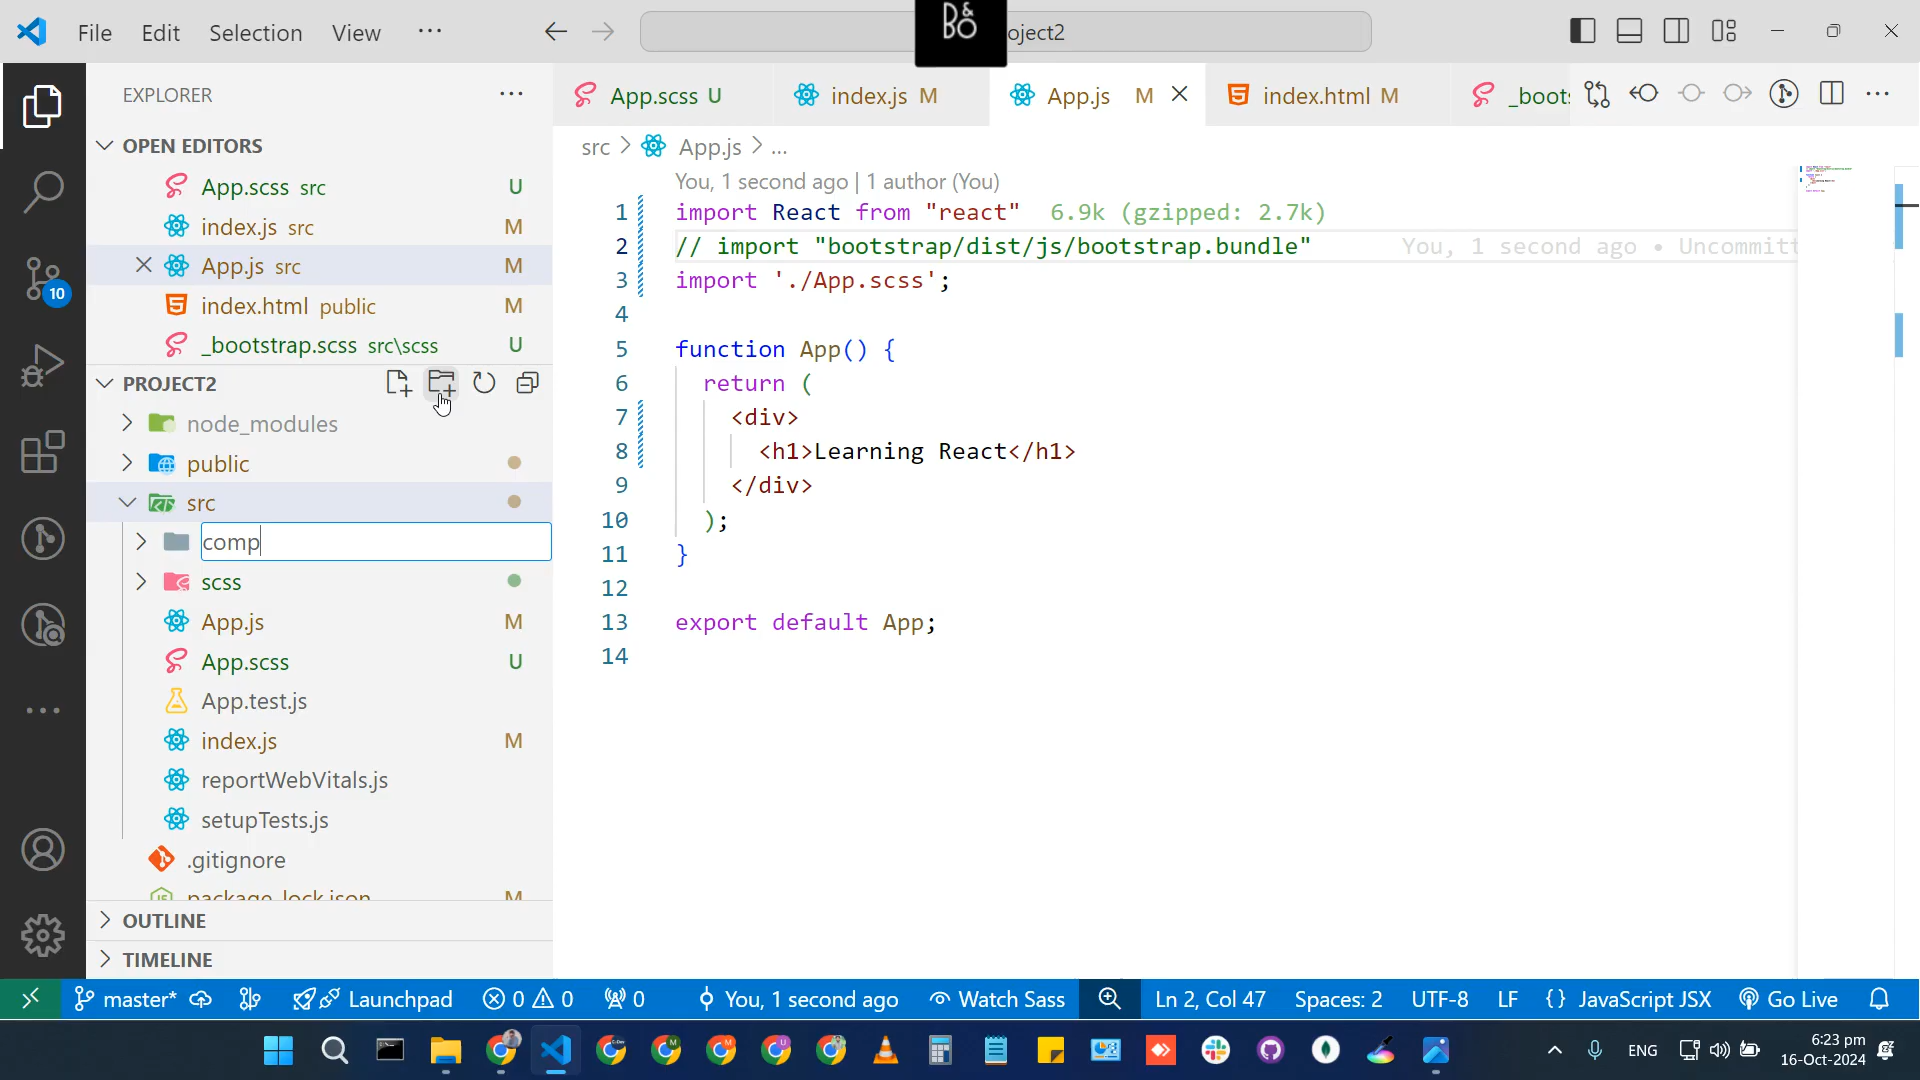 File Edit Selection View ...
B&O
oject2
EXPLORER
OPEN EDITORS
App.scss src U
index.js src M
App.js src M
index.html public M
_bootstrap.scss src\scss U
PROJECT2
node_modules
public
src
comp
scss
App.js M
App.scss U
App.test.js
index.js M
reportWebVitals.js
setupTests.js
.gitignore
package-lock.json M
OUTLINE
TIMELINE
10
App.scss U
index.js M
App.js M
index.html M
_boots
src > App.js > ...
You, 1 second ago | 1 author (You)
1 import React from "react" 6.9k (gzipped: 2.7k)
2 // import "bootstrap/dist/js/bootstrap.bundle" You, 1 second ago • Uncommitt
3 import './App.scss';
4
5 function App() {
6 return (
7 <div>
8 <h1>Learning React</h1>
9 </div>
10 );
11 }
12
13 export default App;
14
master* Launchpad 0 0 0 You, 1 second ago Watch Sass Ln 2, Col 47 Spaces: 2 UTF-8 LF {} JavaScript JSX Go Live
ENG
6:23 pm
16-Oct-2024